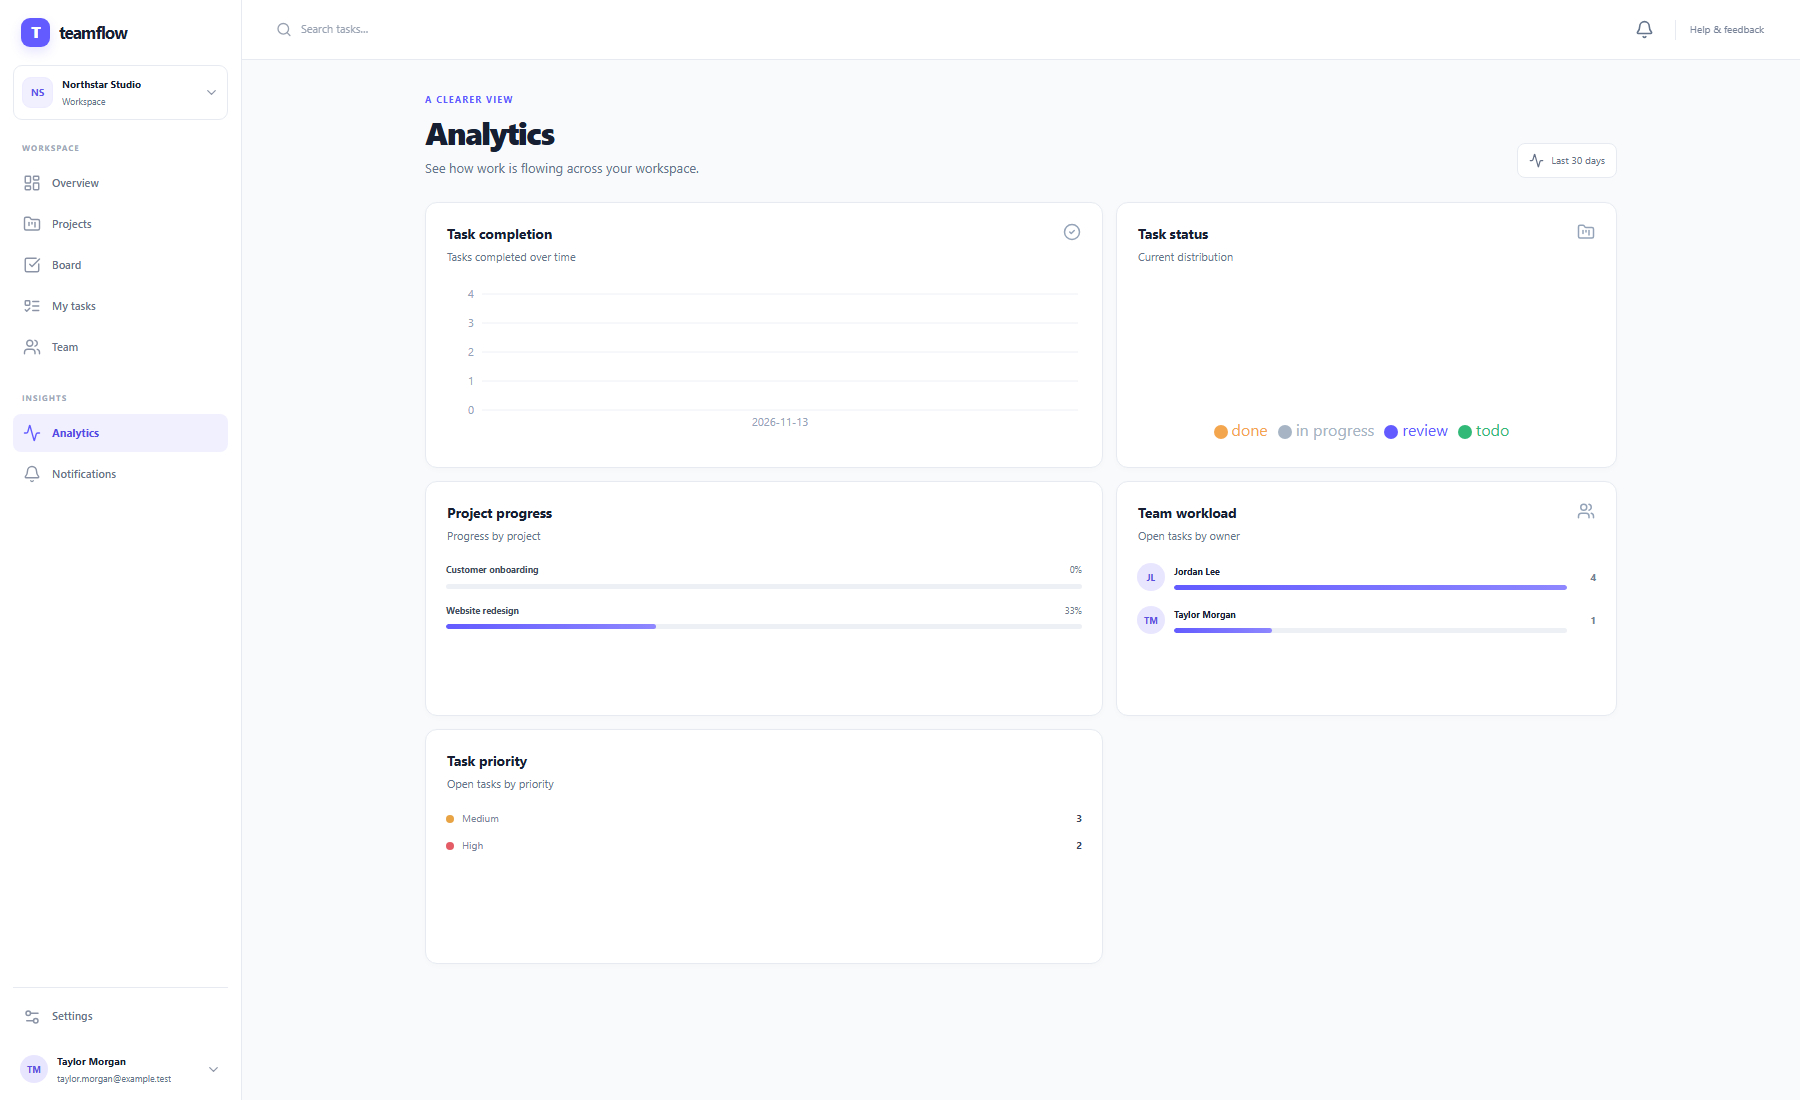 T teamflow
NS Northstar Studio
Workspace
WORKSPACE
Overview
Projects
Board
My tasks
Team
INSIGHTS
Analytics
Notifications
Settings
TM Taylor Morgan
taylor.morgan@example.test
Search tasks...
Help & feedback
A CLEARER VIEW
Analytics
See how work is flowing across your workspace.
Last 30 days
Task completion
Tasks completed over time
4
3
2
1
0
2026-11-13
Task status
Current distribution
done in progress review todo
Project progress
Progress by project
Customer onboarding 0%
Website redesign 33%
Team workload
Open tasks by owner
JL Jordan Lee 4
TM Taylor Morgan 1
Task priority
Open tasks by priority
Medium 3
High 2